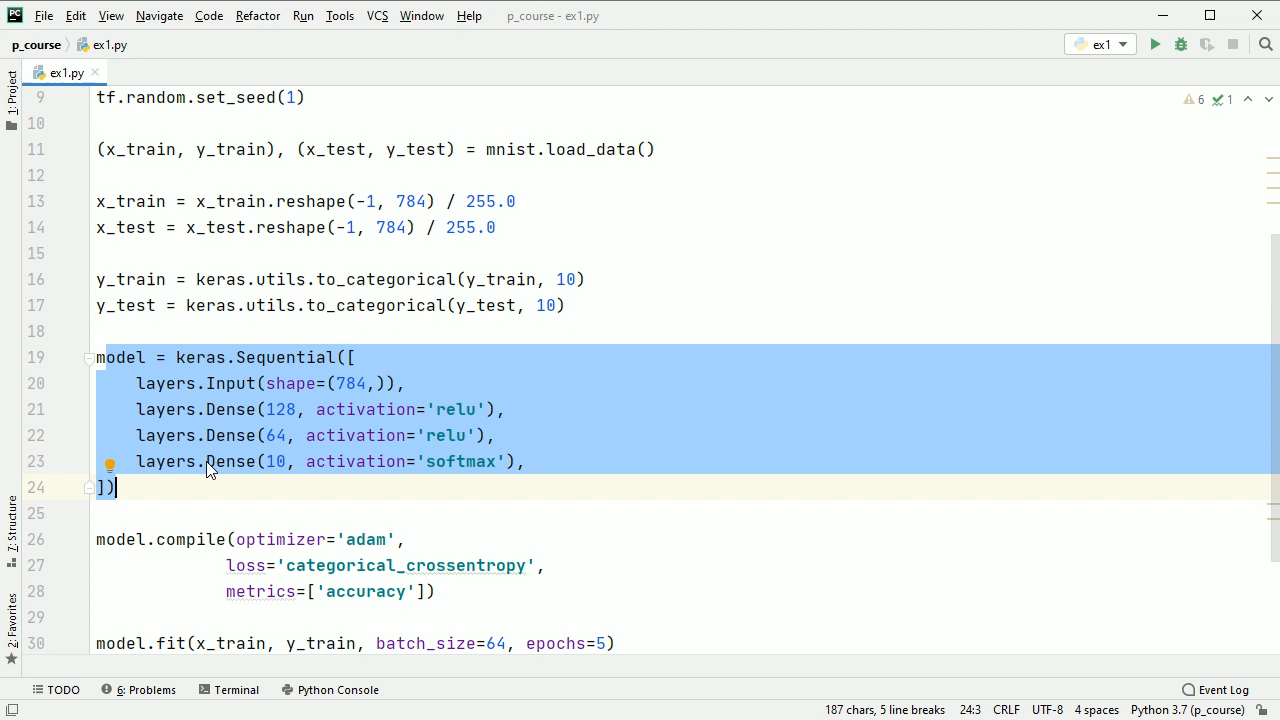 PC File Edit View Navigate Code Refactor Run Tools VCS Window Help p_course - ex1.py
p_course ex1.py ex1
1: Project
ex1.py
6 1
9 tf.random.set_seed(1)
10
11 (x_train, y_train), (x_test, y_test) = mnist.load_data()
12
13 x_train = x_train.reshape(-1, 784) / 255.0
14 x_test = x_test.reshape(-1, 784) / 255.0
15
16 y_train = keras.utils.to_categorical(y_train, 10)
17 y_test = keras.utils.to_categorical(y_test, 10)
18
19 model = keras.Sequential([
20 layers.Input(shape=(784,)),
21 layers.Dense(128, activation='relu'),
22 layers.Dense(64, activation='relu'),
23 layers.Dense(10, activation='softmax'),
24 ])
25
26 model.compile(optimizer='adam',
27 loss='categorical_crossentropy',
28 metrics=['accuracy'])
29
30 model.fit(x_train, y_train, batch_size=64, epochs=5)
7: Structure
2: Favorites
TODO 6: Problems Terminal Python Console Event Log
187 chars, 5 line breaks 24:3 CRLF UTF-8 4 spaces Python 3.7 (p_course)